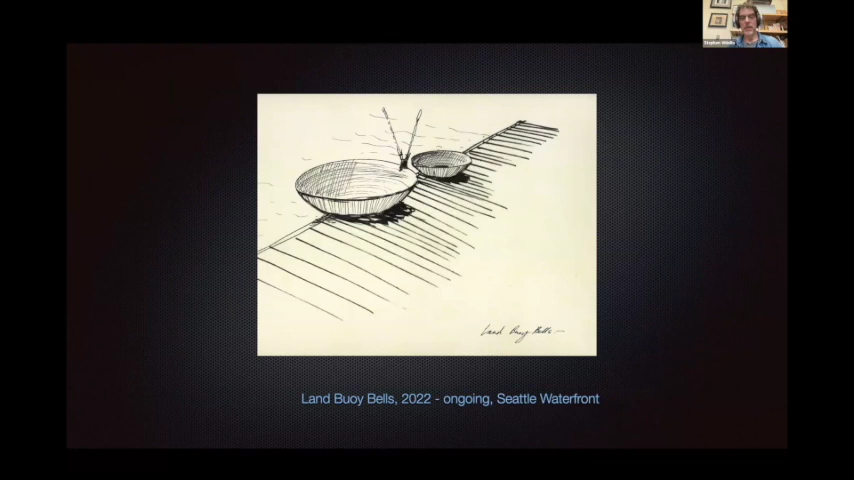 Land Buoy Bells
Land Buoy Bells, 2022 - ongoing, Seattle Waterfront